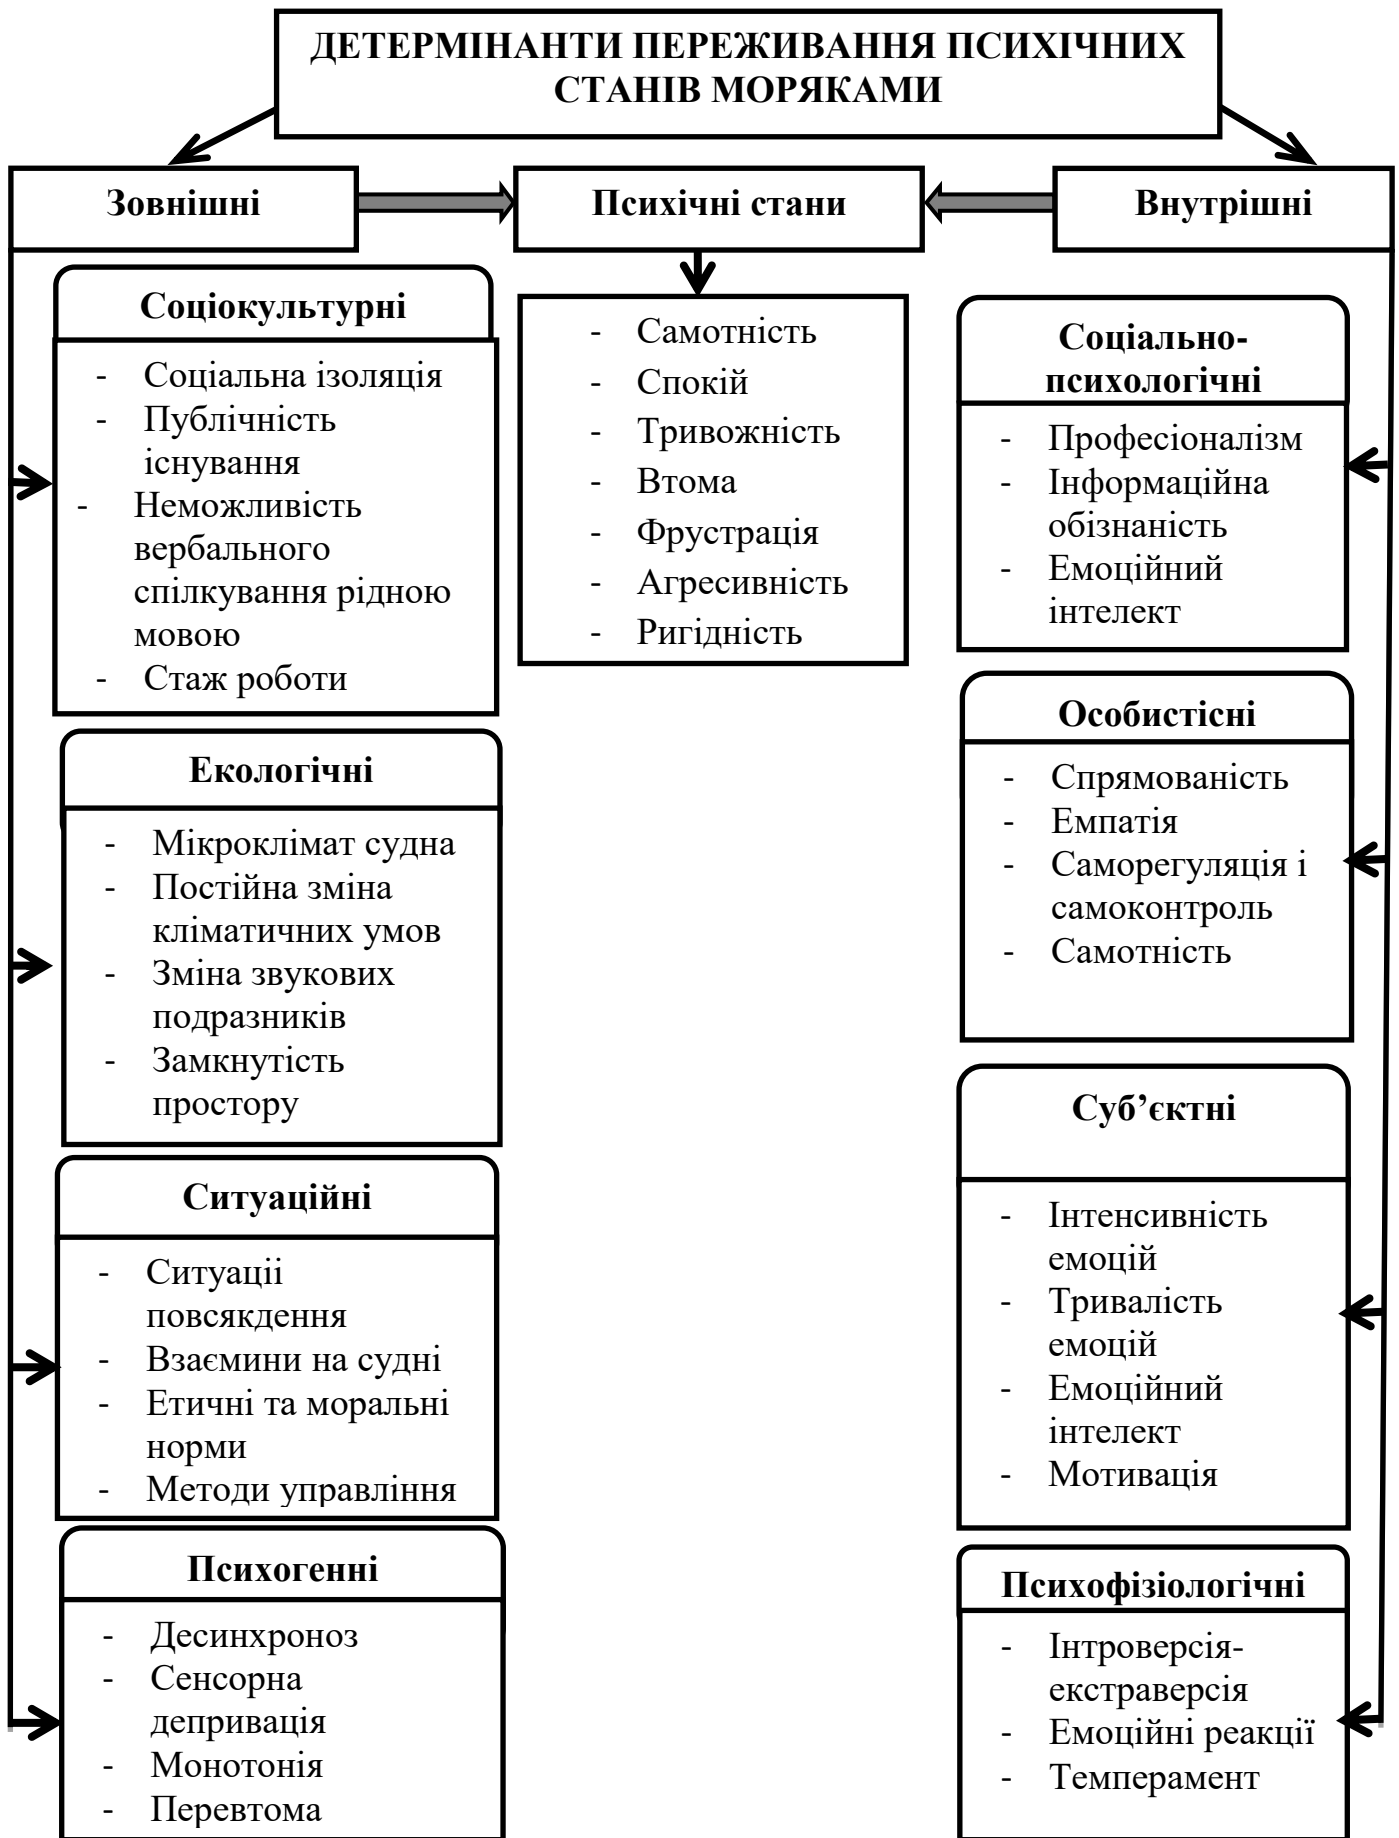 ДЕТЕРМІНАНТИ ПЕРЕЖИВАННЯ ПСИХІЧНИХ
СТАНІВ МОРЯКАМИ
Зовнішні
Психічні стани
Внутрішні
Соціокультурні
- Соціальна ізоляція
- Публічність
існування
- Неможливість
вербального
спілкування рідною
мовою
- Стаж роботи
Екологічні
- Мікроклімат судна
- Постійна зміна
кліматичних умов
- Зміна звукових
подразників
- Замкнутість
простору
Ситуаційні
- Ситуаціі
повсякдення
- Взаємини на судні
- Етичні та моральні
норми
- Методи управління
Психогенні
- Десинхроноз
- Сенсорна
депривація
- Монотонія
- Перевтома
- Самотність
- Спокій
- Тривожність
- Втома
- Фрустрація
- Агресивність
- Ригідність
Соціально-
психологічні
- Професіоналізм
- Інформаційна
обізнаність
- Емоційний
інтелект
Особистісні
- Спрямованість
- Емпатія
- Саморегуляція і
самоконтроль
- Самотність
Суб’єктні
- Інтенсивність
емоцій
- Тривалість
емоцій
- Емоційний
інтелект
- Мотивація
Психофізіологічні
- Інтроверсія-
екстраверсія
- Емоційні реакції
- Темперамент